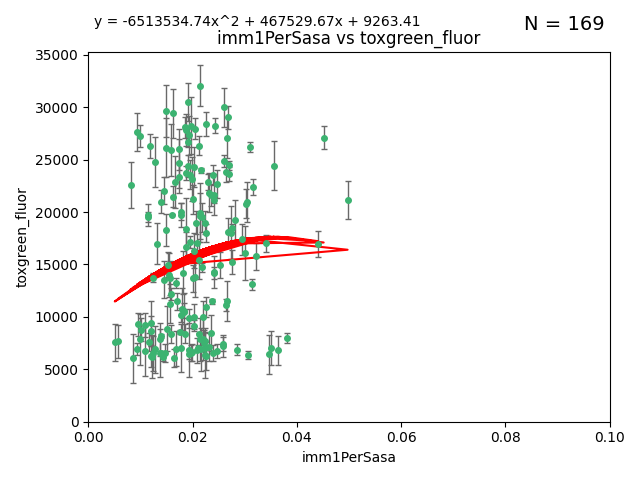 y = -6513534.74x^2 + 467529.67x + 9263.41
N = 169
imm1PerSasa vs toxgreen_fluor
35000
30000
25000
20000
15000
10000
5000
0
toxgreen_fluor
0.00 0.02 0.04 0.06 0.08 0.10
imm1PerSasa